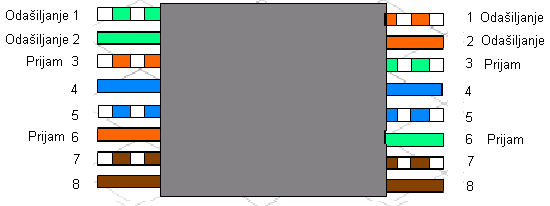 Odašiljanje 1
Odašiljanje 2
Prijam 3
4
5
Prijam 6
7
8
1 Odašiljanje
2 Odašiljanje
3 Prijam
4
5
6 Prijam
7
8